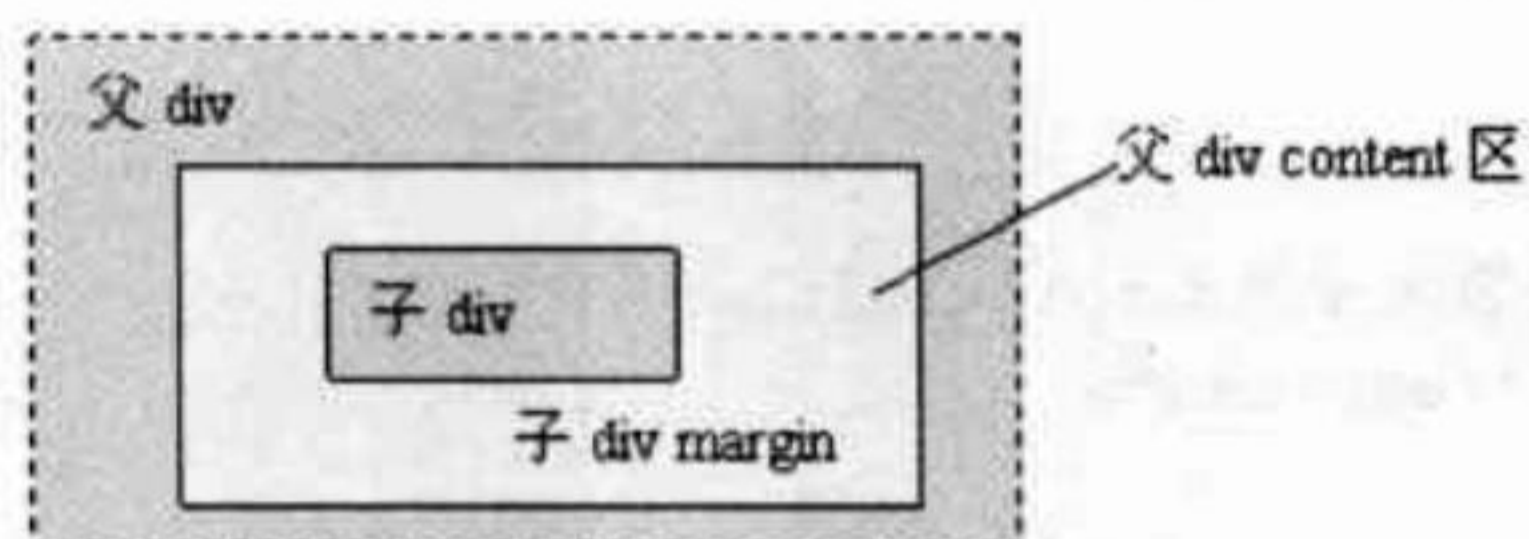 父 div
父 div content 区
子 div
子 div margin